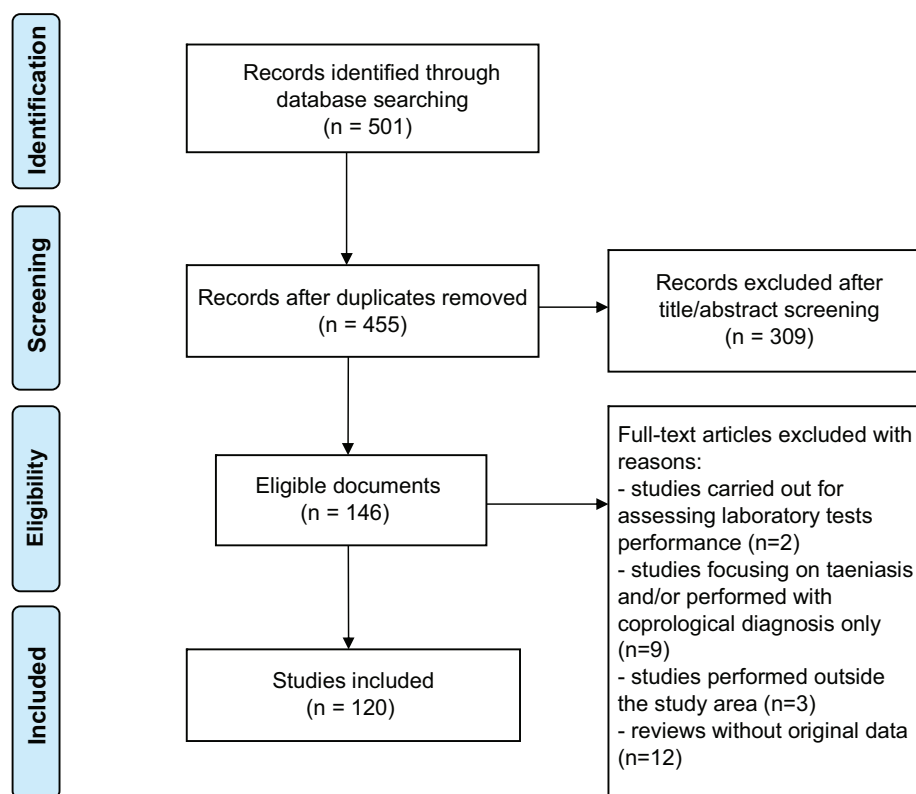 Identification
Records identified through
database searching
(n = 501)
Screening
Records after duplicates removed
(n = 455)
Records excluded after
title/abstract screening
(n = 309)
Eligibility
Eligible documents
(n = 146)
Full-text articles excluded with
reasons:
- studies carried out for
assessing laboratory tests
performance (n=2)
- studies focusing on taeniasis
and/or performed with
coprological diagnosis only
(n=9)
- studies performed outside
the study area (n=3)
- reviews without original data
(n=12)
Included
Studies included
(n = 120)